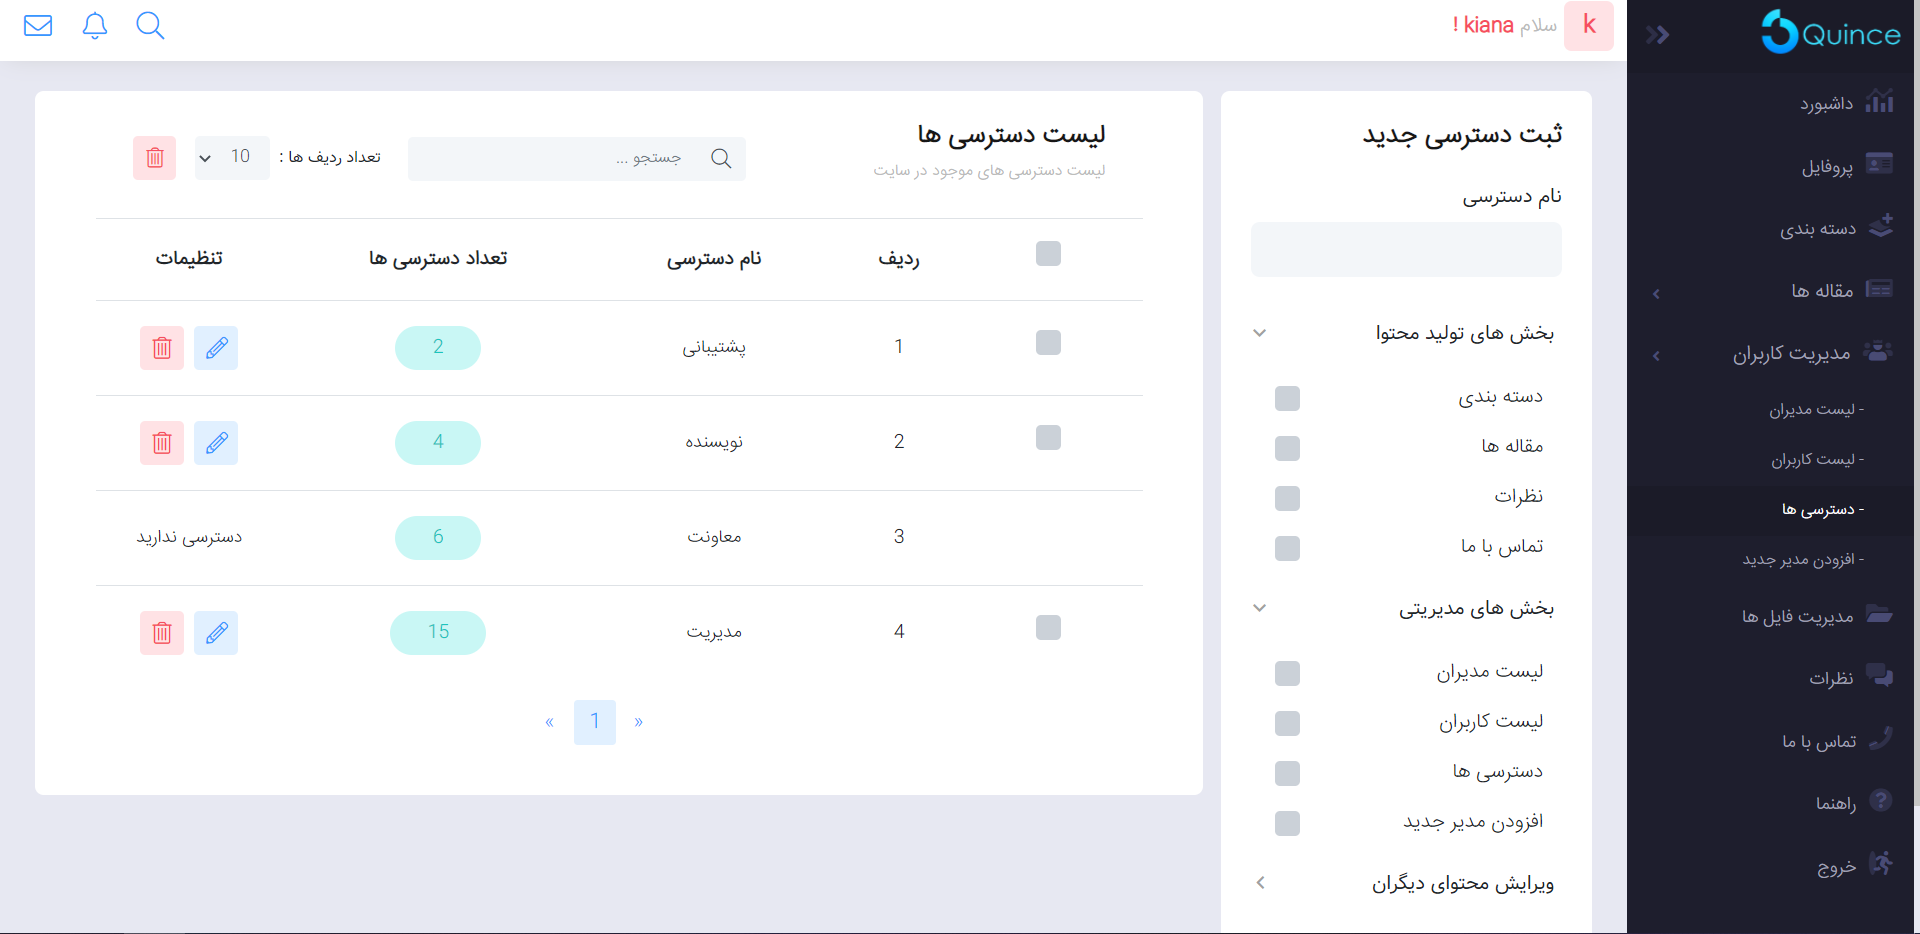 Quince
داشبورد
پروفایل
دسته بندی
مقاله ها
مدیریت کاربران
- لیست مدیران
- لیست کاربران
- دسترسی ها
- افزودن مدیر جدید
مدیریت فایل ها
نظرات
تماس با ما
راهنما
خروج
k
سلام kiana !
ثبت دسترسی جدید
نام دسترسی
بخش های تولید محتوا
دسته بندی
مقاله ها
نظرات
تماس با ما
بخش های مدیریتی
لیست مدیران
لیست کاربران
دسترسی ها
افزودن مدیر جدید
ویرایش محتوای دیگران
لیست دسترسی ها
لیست دسترسی های موجود در سایت
جستجو ...
تعداد ردیف ها : 10
ردیف نام دسترسی تعداد دسترسی ها تنظیمات
1 پشتیبانی 2
2 نویسنده 4
3 معاونت 6 دسترسی ندارید
4 مدیریت 15
« 1 »